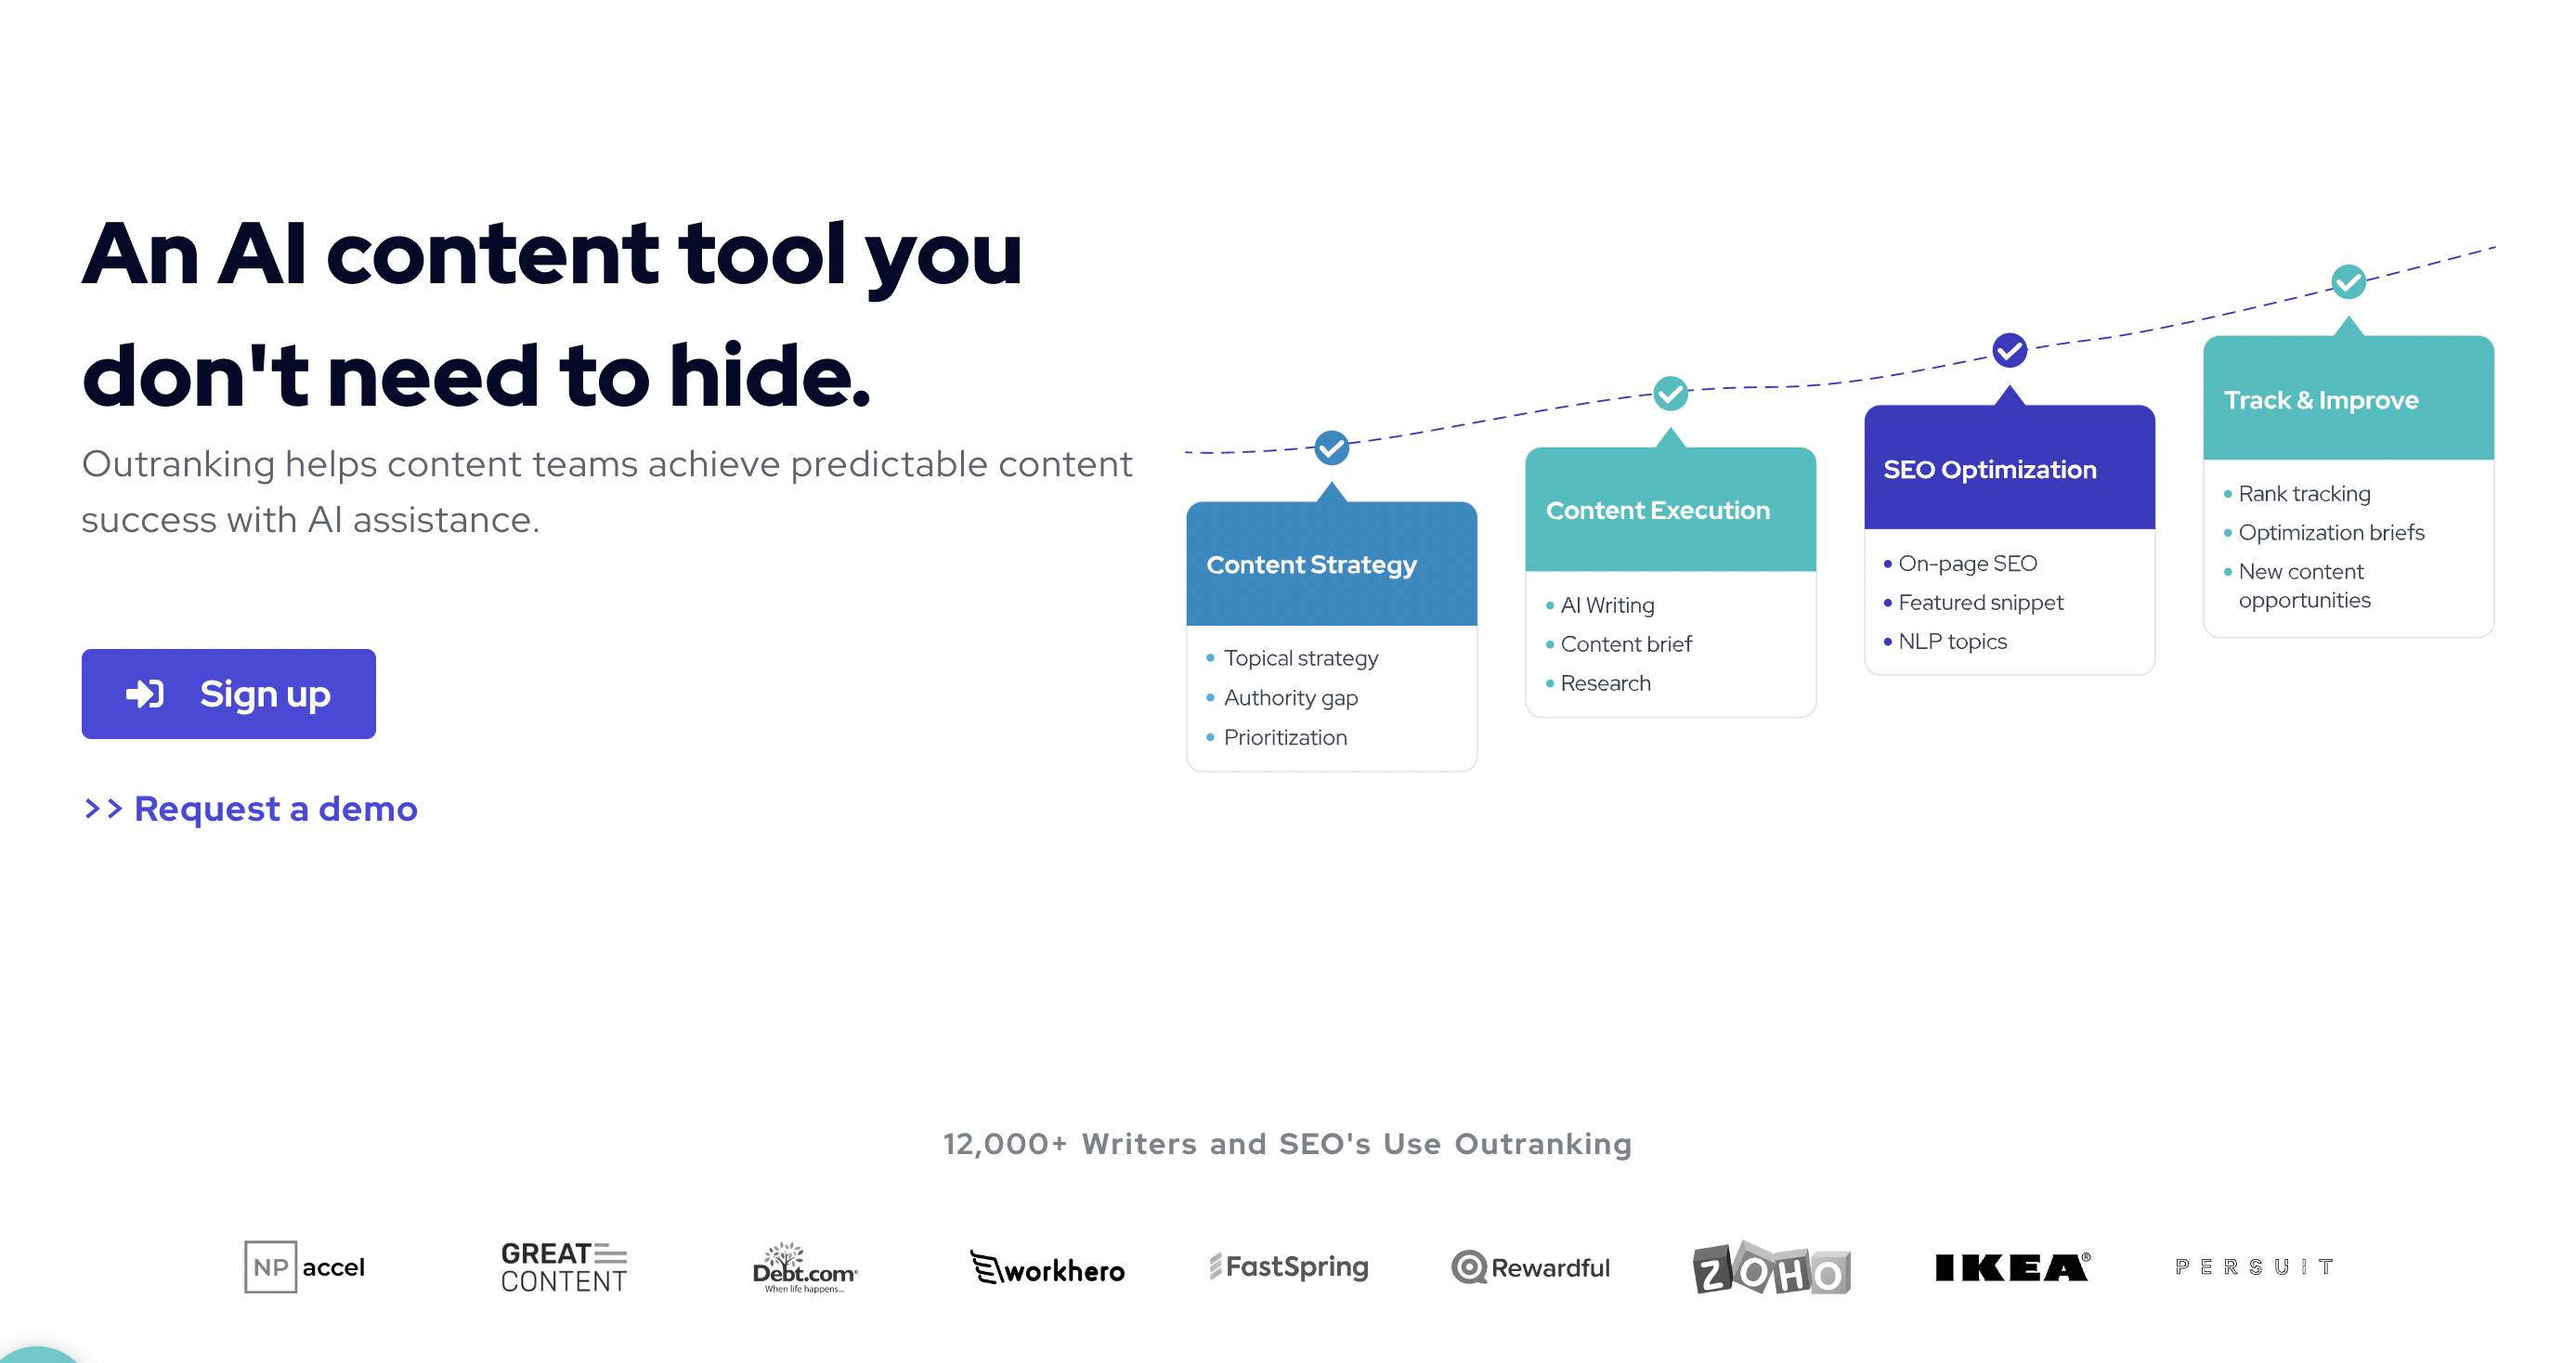 An AI content tool you
don't need to hide.
Outranking helps content teams achieve predictable content
success with AI assistance.
Sign up
>> Request a demo
Content Strategy
Topical strategy
Authority gap
Prioritization
Content Execution
AI Writing
Content brief
Research
SEO Optimization
On-page SEO
Featured snippet
NLP topics
Track & Improve
Rank tracking
Optimization briefs
New content
opportunities
12,000+ Writers and SEO's Use Outranking
NP accel
GREAT
CONTENT
Debt.com®
When life happens...
workhero
FastSpring
Rewardful
ZOHO
IKEA®
PERSUIT